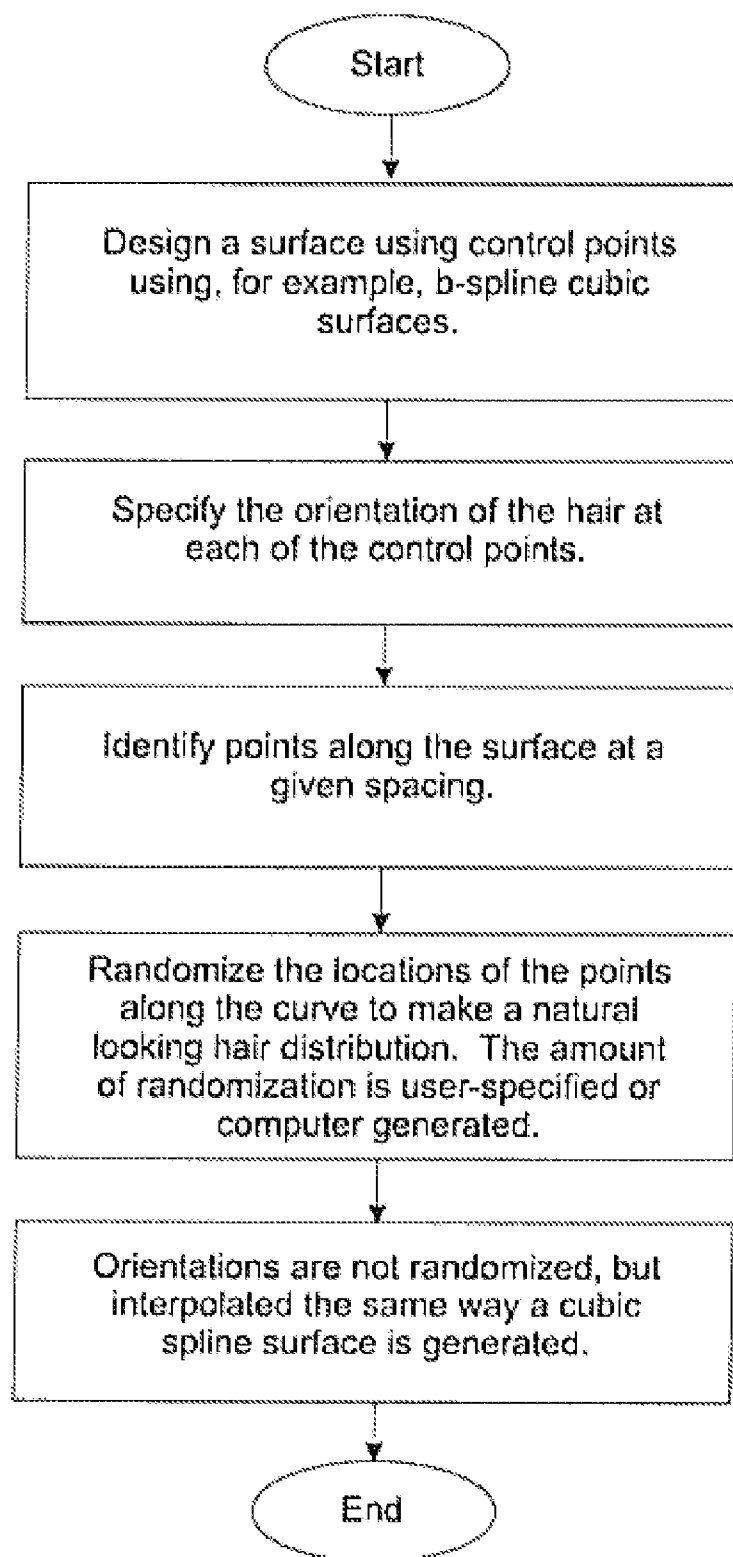 Start
Design a surface using control points
using, for example, b-spline cubic
surfaces.
Specify the orientation of the hair at
each of the control points.
Identify points along the surface at a
given spacing.
Randomize the locations of the points
along the curve to make a natural
looking hair distribution. The amount
of randomization is user-specified or
computer generated.
Orientations are not randomized, but
interpolated the same way a cubic
spline surface is generated.
End